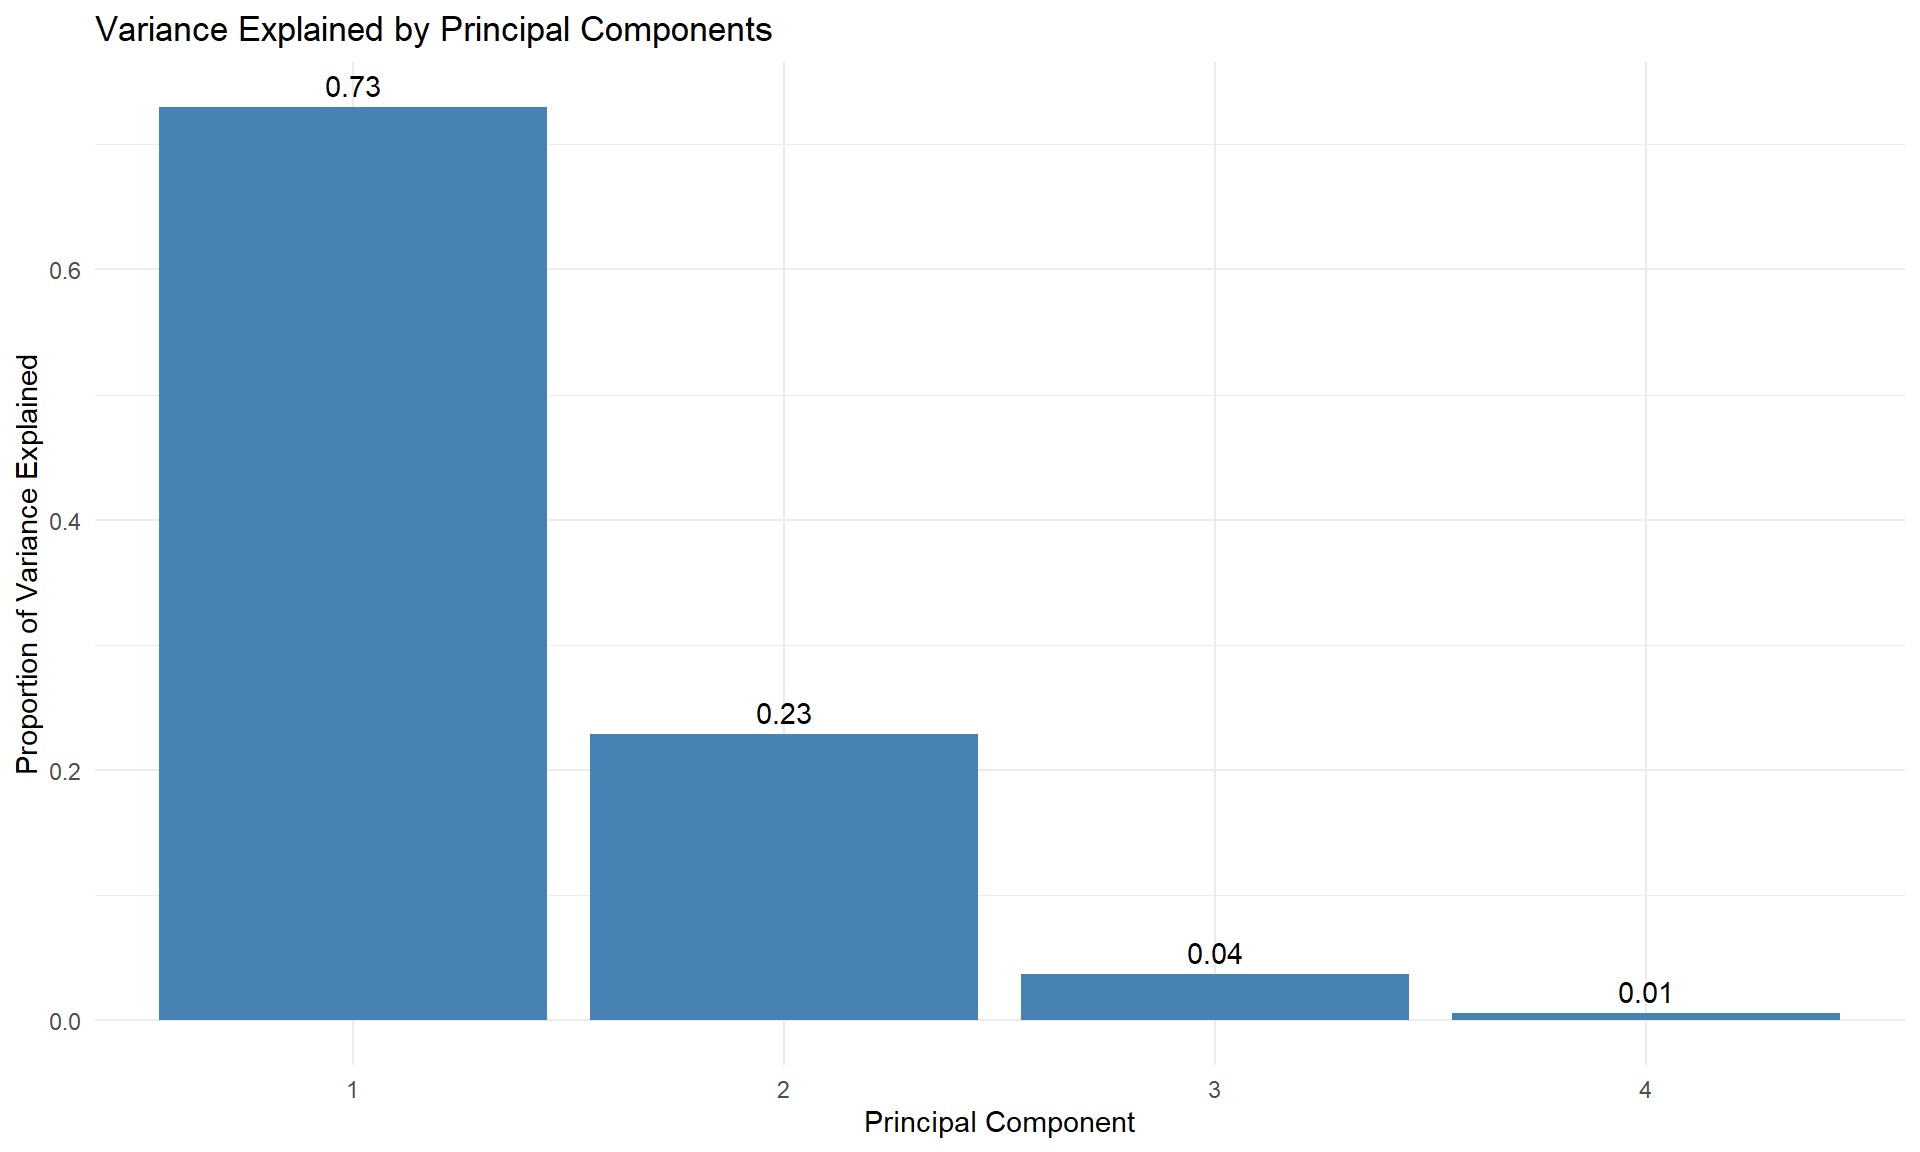 Variance Explained by Principal Components
0.73
0.6
0.4
0.23
0.2
0.04
0.01
0.0
1 2 3 4
Principal Component
Proportion of Variance Explained